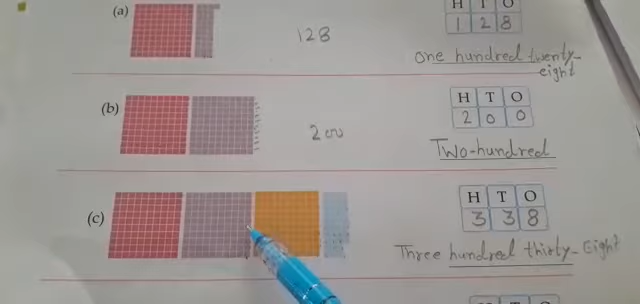 (a) 128
H T O
1 2 8
One hundred twenty-
eight
(b) 200
H T O
2 0 0
Two-hundred
(c)
H T O
3 3 8
Three hundred thirty-Eight